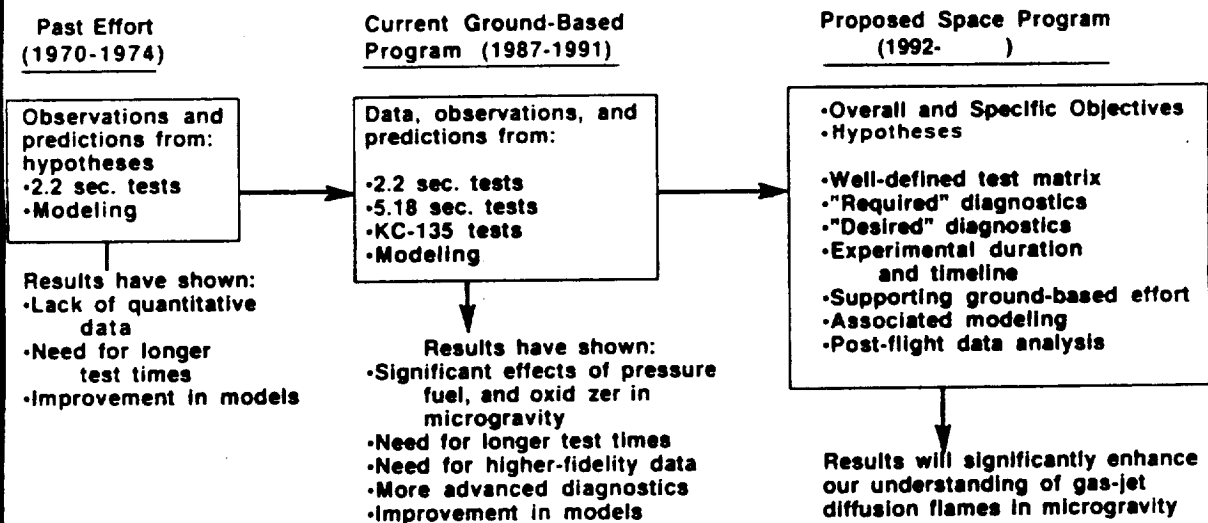 Past Effort
(1970-1974)
Observations and
predictions from:
hypotheses
•2.2 sec. tests
•Modeling
Results have shown:
•Lack of quantitative
data
•Need for longer
test times
•Improvement in models
Current Ground-Based
Program (1987-1991)
Data, observations, and
predictions from:
•2.2 sec. tests
•5.18 sec. tests
•KC-135 tests
•Modeling
Results have shown:
•Significant effects of pressure
fuel, and oxid zer in
microgravity
•Need for longer test times
•Need for higher-fidelity data
•More advanced diagnostics
•Improvement in models
Proposed Space Program
(1992- )
•Overall and Specific Objectives
•Hypotheses
•Well-defined test matrix
•"Required" diagnostics
•"Desired" diagnostics
•Experimental duration
and timeline
•Supporting ground-based effort
•Associated modeling
•Post-flight data analysis
Results will significantly enhance
our understanding of gas-jet
diffusion flames in microgravity